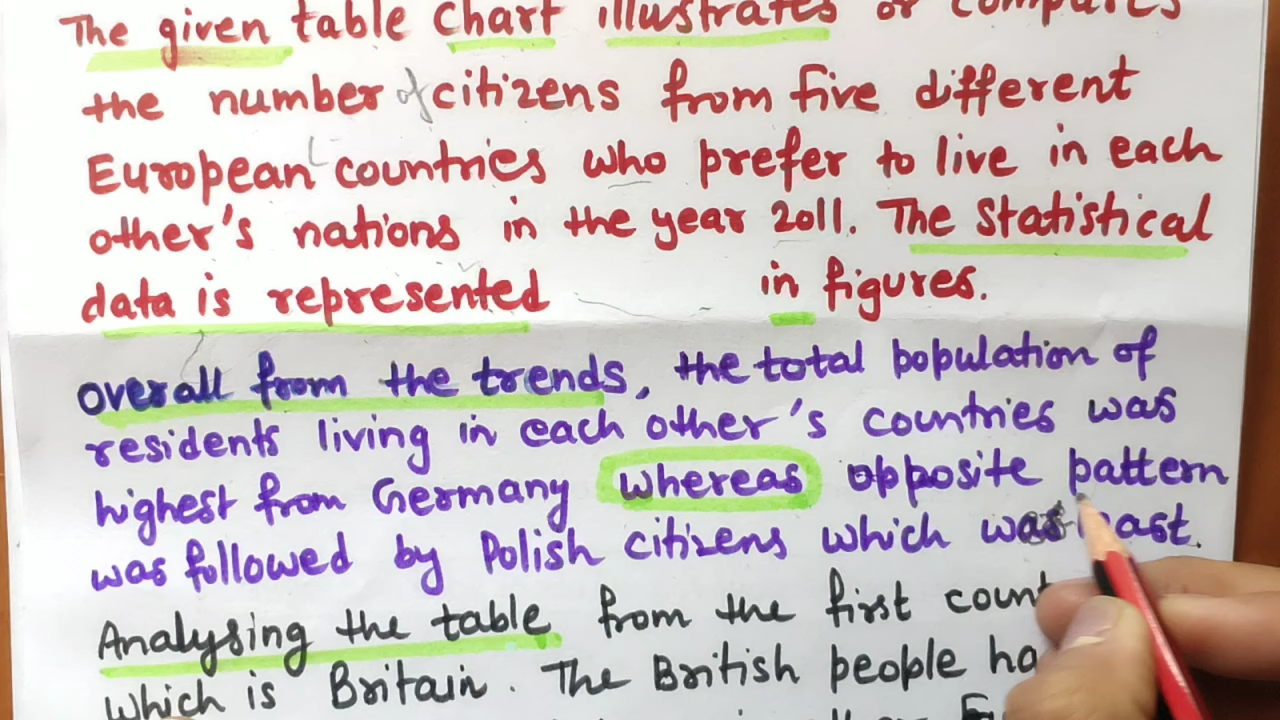 The given table chart illustrates or compares
the number of citizens from five different
European countries who prefer to live in each
other's nations in the year 2011. The statistical
data is represented in figures.
overall from the trends, the total population of
residents living in each other's countries was
highest from Germany whereas opposite pattern
was followed by Polish citizens which was
Analysing the table from the first
which is Britain. The British people